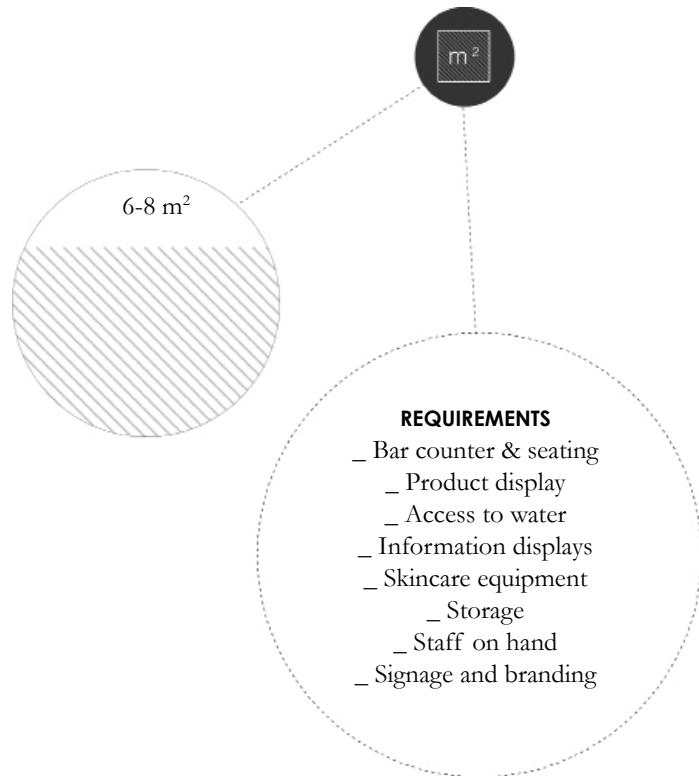 m²
6-8 m²
REQUIREMENTS
_ Bar counter & seating
_ Product display
_ Access to water
_ Information displays
_ Skincare equipment
_ Storage
_ Staff on hand
_ Signage and branding